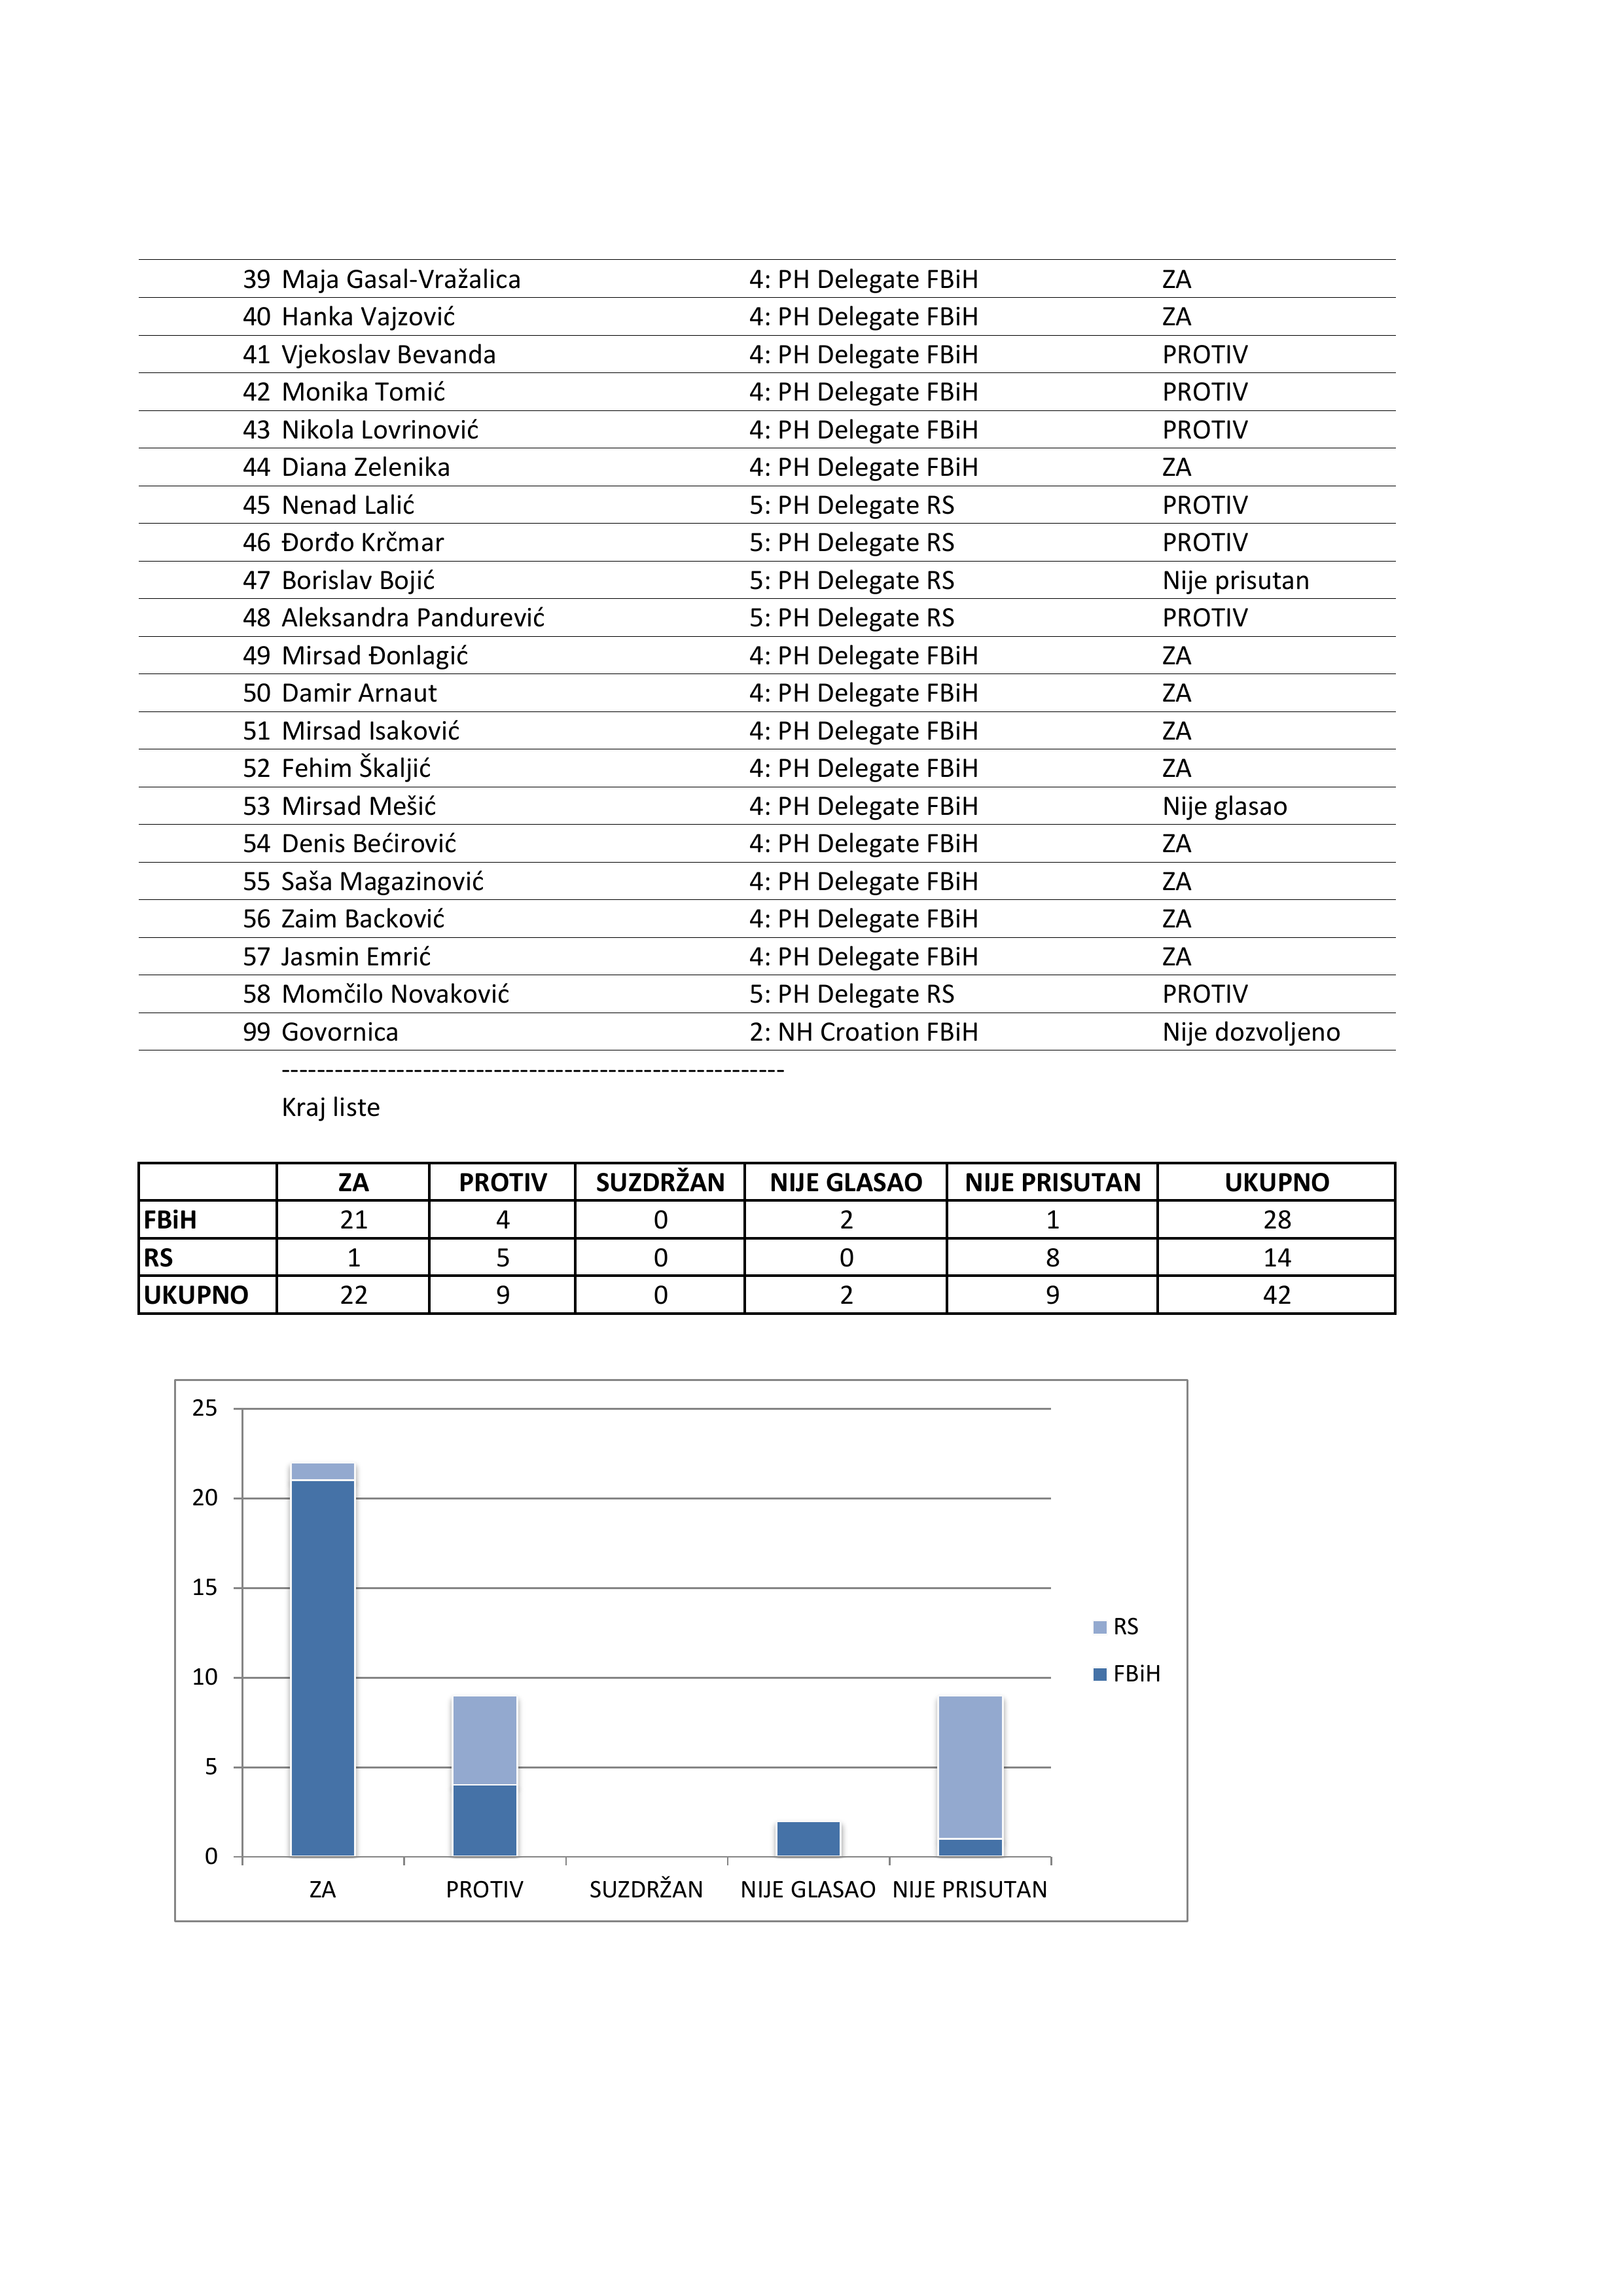 39 Maja Gasal-Vražalica 4: PH Delegate FBiH ZA
40 Hanka Vajzović 4: PH Delegate FBiH ZA
41 Vjekoslav Bevanda 4: PH Delegate FBiH PROTIV
42 Monika Tomić 4: PH Delegate FBiH PROTIV
43 Nikola Lovrinović 4: PH Delegate FBiH PROTIV
44 Diana Zelenika 4: PH Delegate FBiH ZA
45 Nenad Lalić 5: PH Delegate RS PROTIV
46 Đorđo Krčmar 5: PH Delegate RS PROTIV
47 Borislav Bojić 5: PH Delegate RS Nije prisutan
48 Aleksandra Pandurević 5: PH Delegate RS PROTIV
49 Mirsad Đonlagić 4: PH Delegate FBiH ZA
50 Damir Arnaut 4: PH Delegate FBiH ZA
51 Mirsad Isaković 4: PH Delegate FBiH ZA
52 Fehim Škaljić 4: PH Delegate FBiH ZA
53 Mirsad Mešić 4: PH Delegate FBiH Nije glasao
54 Denis Bećirović 4: PH Delegate FBiH ZA
55 Saša Magazinović 4: PH Delegate FBiH ZA
56 Zaim Backović 4: PH Delegate FBiH ZA
57 Jasmin Emrić 4: PH Delegate FBiH ZA
58 Momčilo Novaković 5: PH Delegate RS PROTIV
99 Govornica 2: NH Croation FBiH Nije dozvoljeno
---------------------------------------------------------
Kraj liste
ZA PROTIV SUZDRŽAN NIJE GLASAO NIJE PRISUTAN UKUPNO
FBiH 21 4 0 2 1 28
RS 1 5 0 0 8 14
UKUPNO 22 9 0 2 9 42
25
20
15
10
5
0
ZA PROTIV SUZDRŽAN NIJE GLASAO NIJE PRISUTAN
RS
FBiH